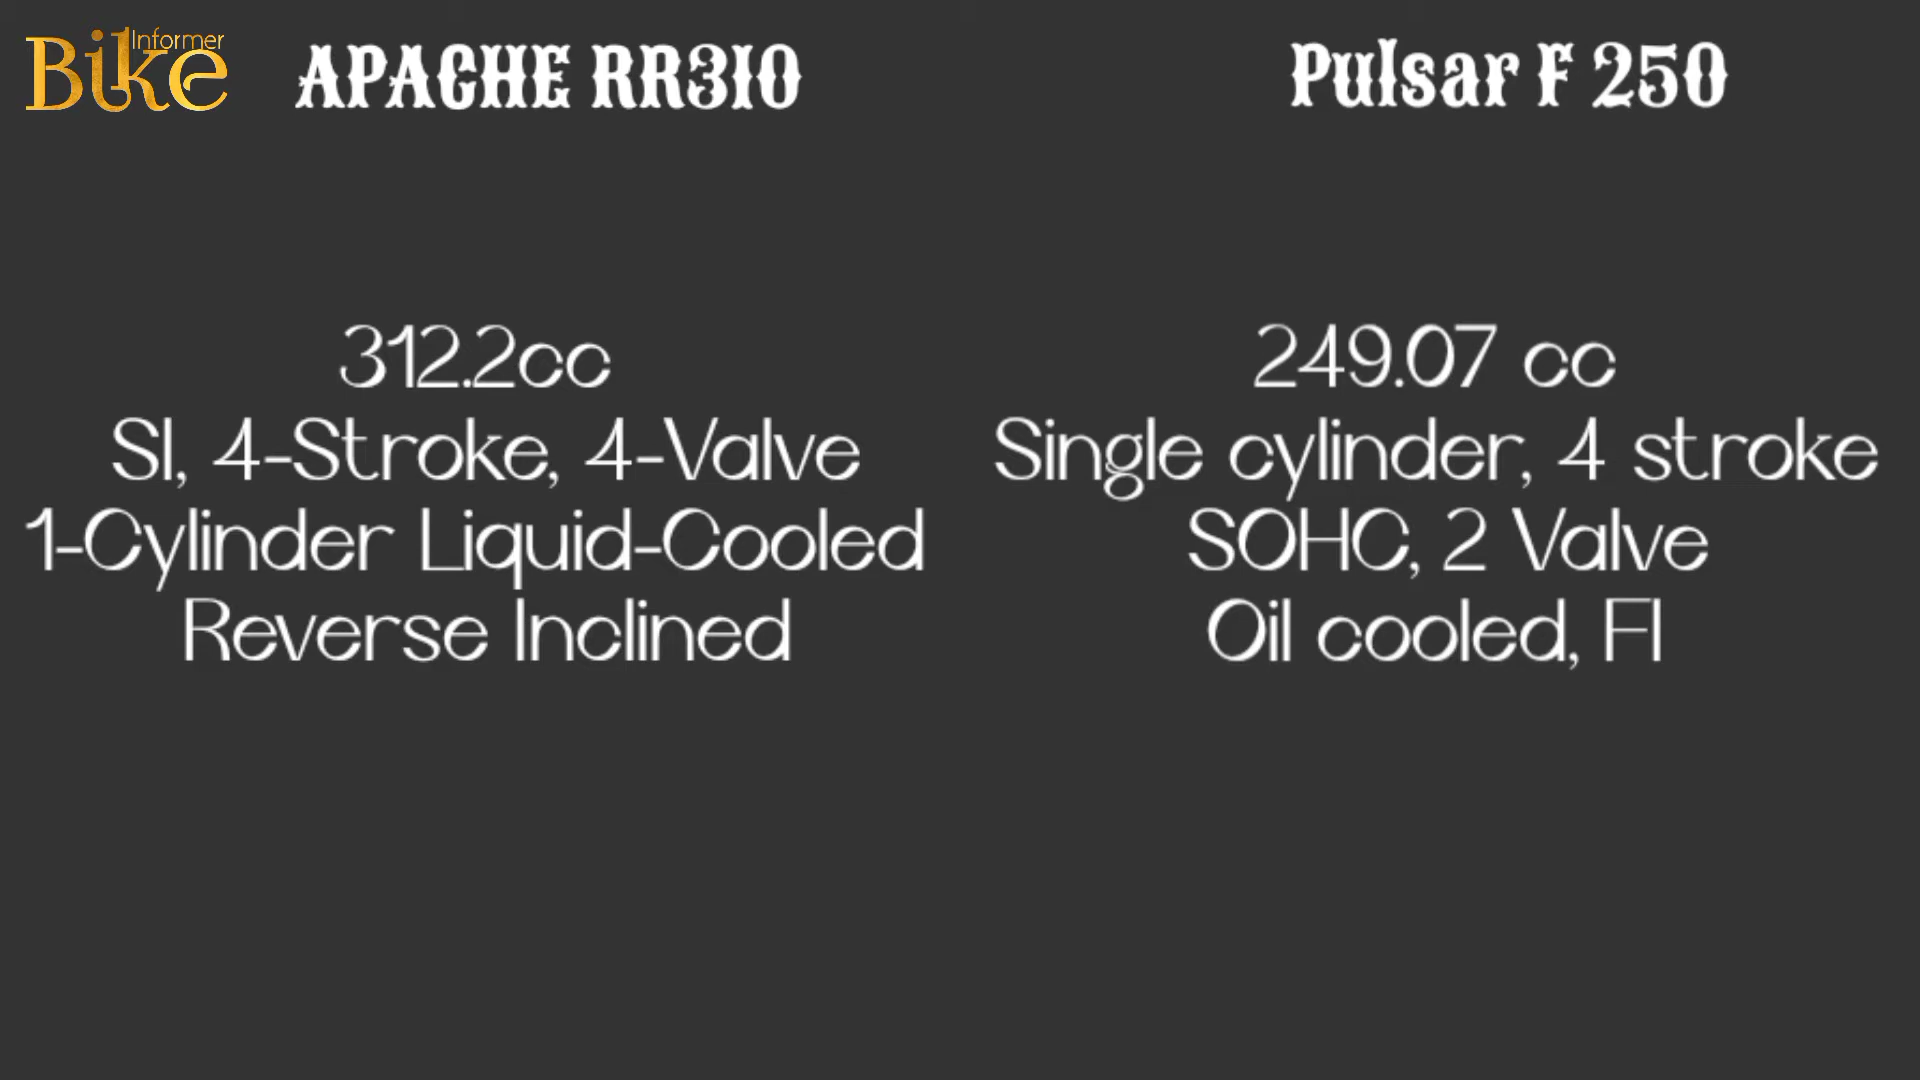 Bike Informer
APACHE RR310
Pulsar F 250
312.2cc
SI, 4-Stroke, 4-Valve
1-Cylinder Liquid-Cooled
Reverse Inclined
249.07 cc
Single cylinder, 4 stroke
SOHC, 2 Valve
Oil cooled, FI